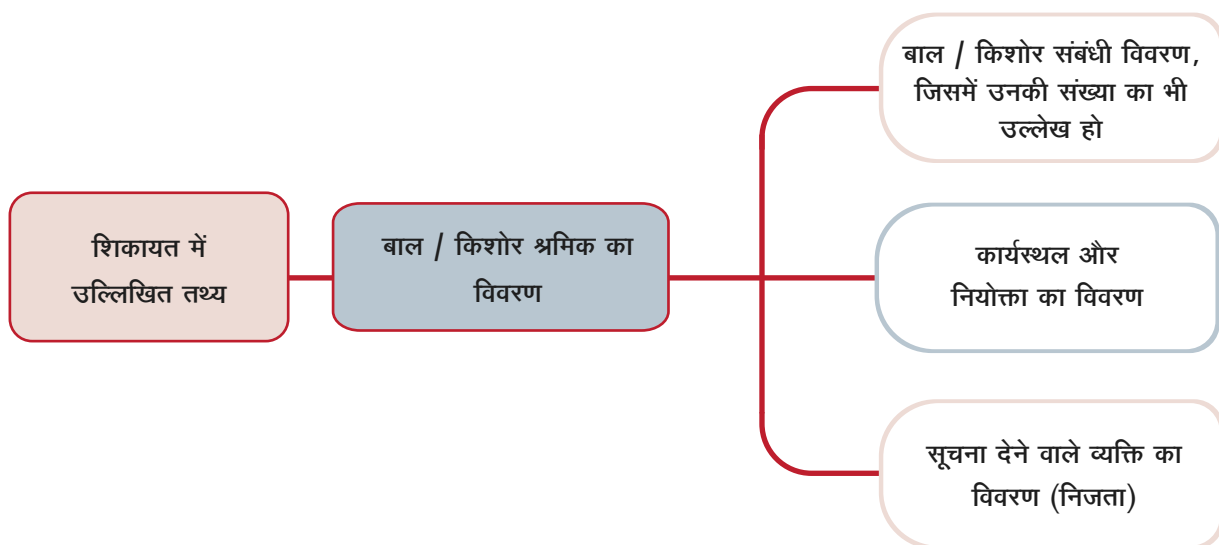 शिकायत में
उल्लिखित तथ्य
बाल / किशोर श्रमिक का
विवरण
बाल / किशोर संबंधी विवरण,
जिसमें उनकी संख्या का भी
उल्लेख हो
कार्यस्थल और
नियोक्ता का विवरण
सूचना देने वाले व्यक्ति का
विवरण (निजता)